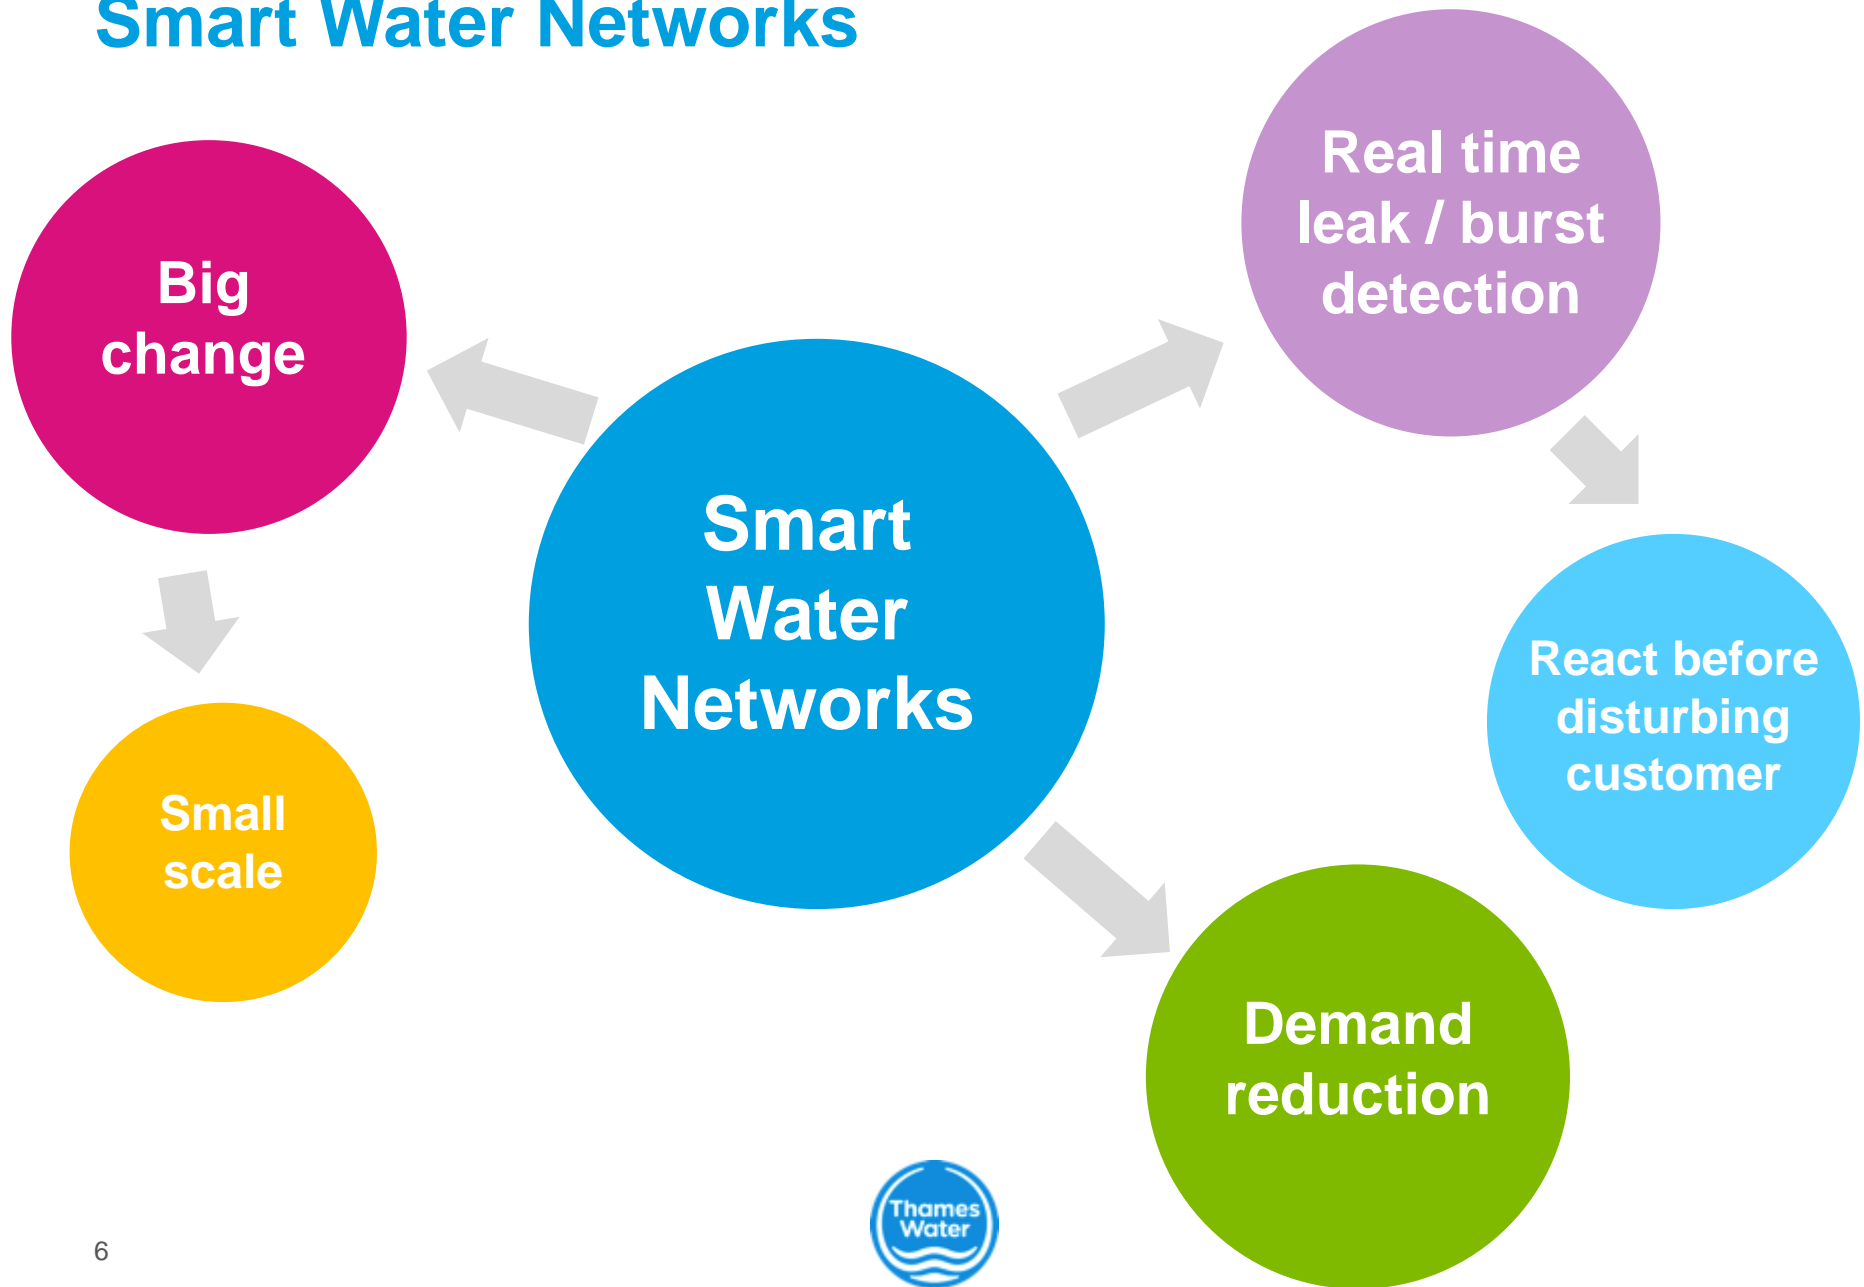 Smart Water Networks
Big
change
Small
scale
Smart
Water
Networks
Real time
leak / burst
detection
React before
disturbing
customer
Demand
reduction
Thames
Water
6